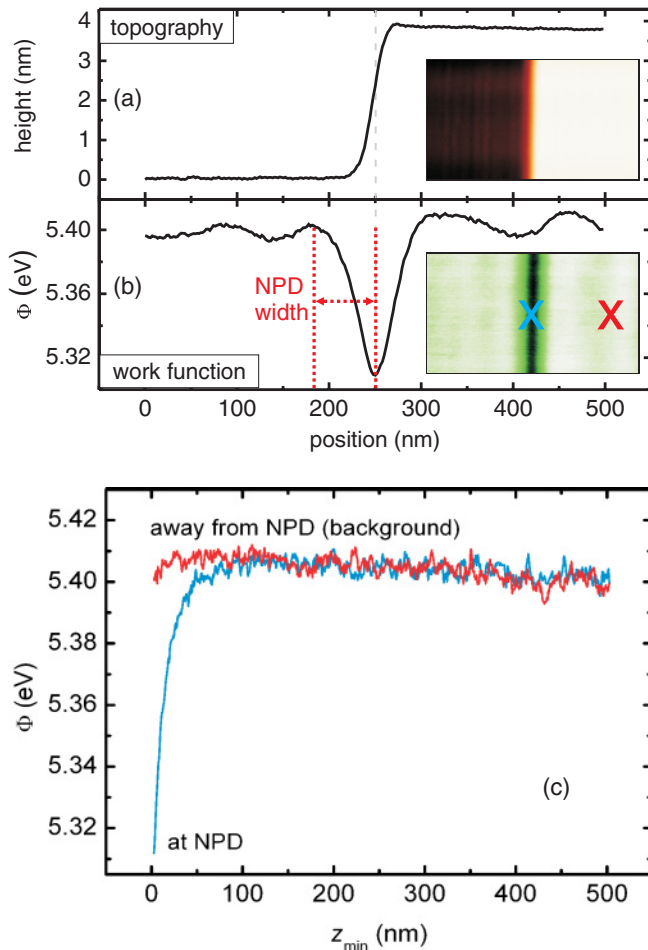 topography
4
3
2
1
0
height (nm)
(a)
5.40
5.36
5.32
Φ (eV)
(b)
NPD
width
X X
work function
0 100 200 300 400 500
position (nm)
5.42
5.40
5.38
5.36
5.34
5.32
Φ (eV)
away from NPD (background)
at NPD
(c)
0 100 200 300 400 500
z_min (nm)